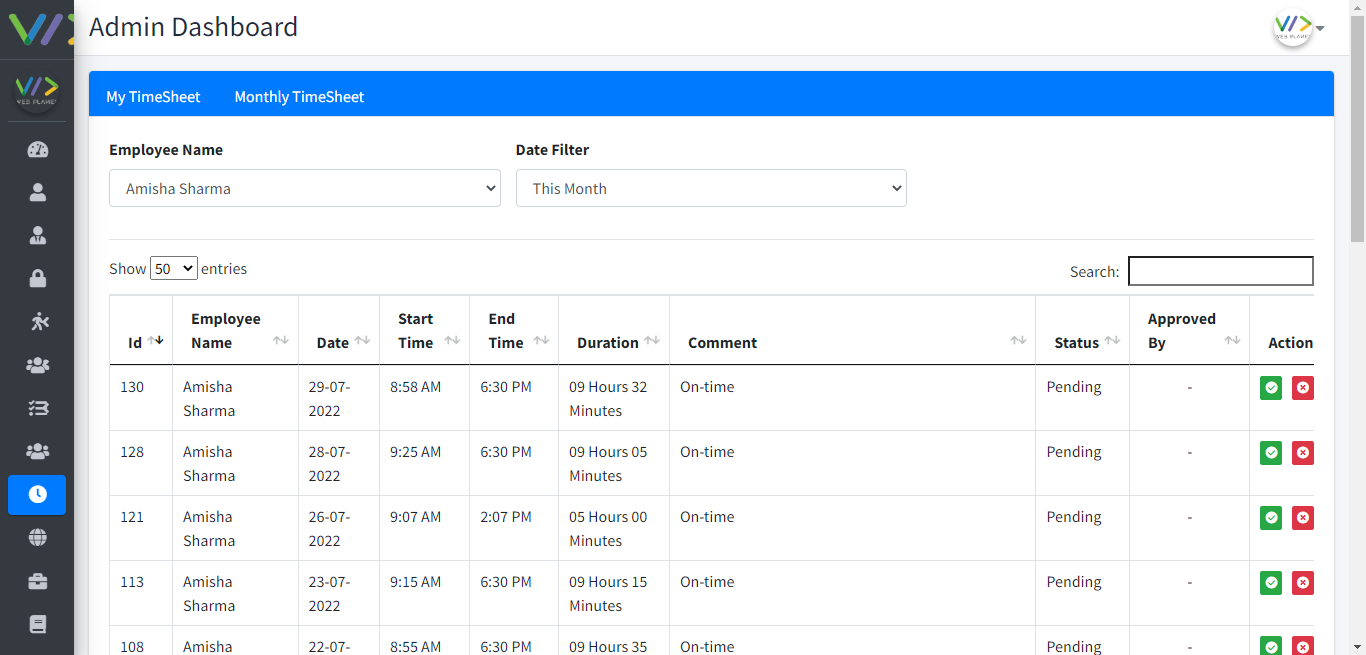 Admin Dashboard
WEB PLANET
WEB PLANET
My TimeSheet Monthly TimeSheet
Employee Name Date Filter
Amisha Sharma This Month
Show 50 entries Search:
Id Employee Name Date Start Time End Time Duration Comment Status Approved By Action
130 Amisha Sharma 29-07-2022 8:58 AM 6:30 PM 09 Hours 32 Minutes On-time Pending -
128 Amisha Sharma 28-07-2022 9:25 AM 6:30 PM 09 Hours 05 Minutes On-time Pending -
121 Amisha Sharma 26-07-2022 9:07 AM 2:07 PM 05 Hours 00 Minutes On-time Pending -
113 Amisha Sharma 23-07-2022 9:15 AM 6:30 PM 09 Hours 15 Minutes On-time Pending -
108 Amisha 22-07- 8:55 AM 6:30 PM 09 Hours 35 On-time Pending -